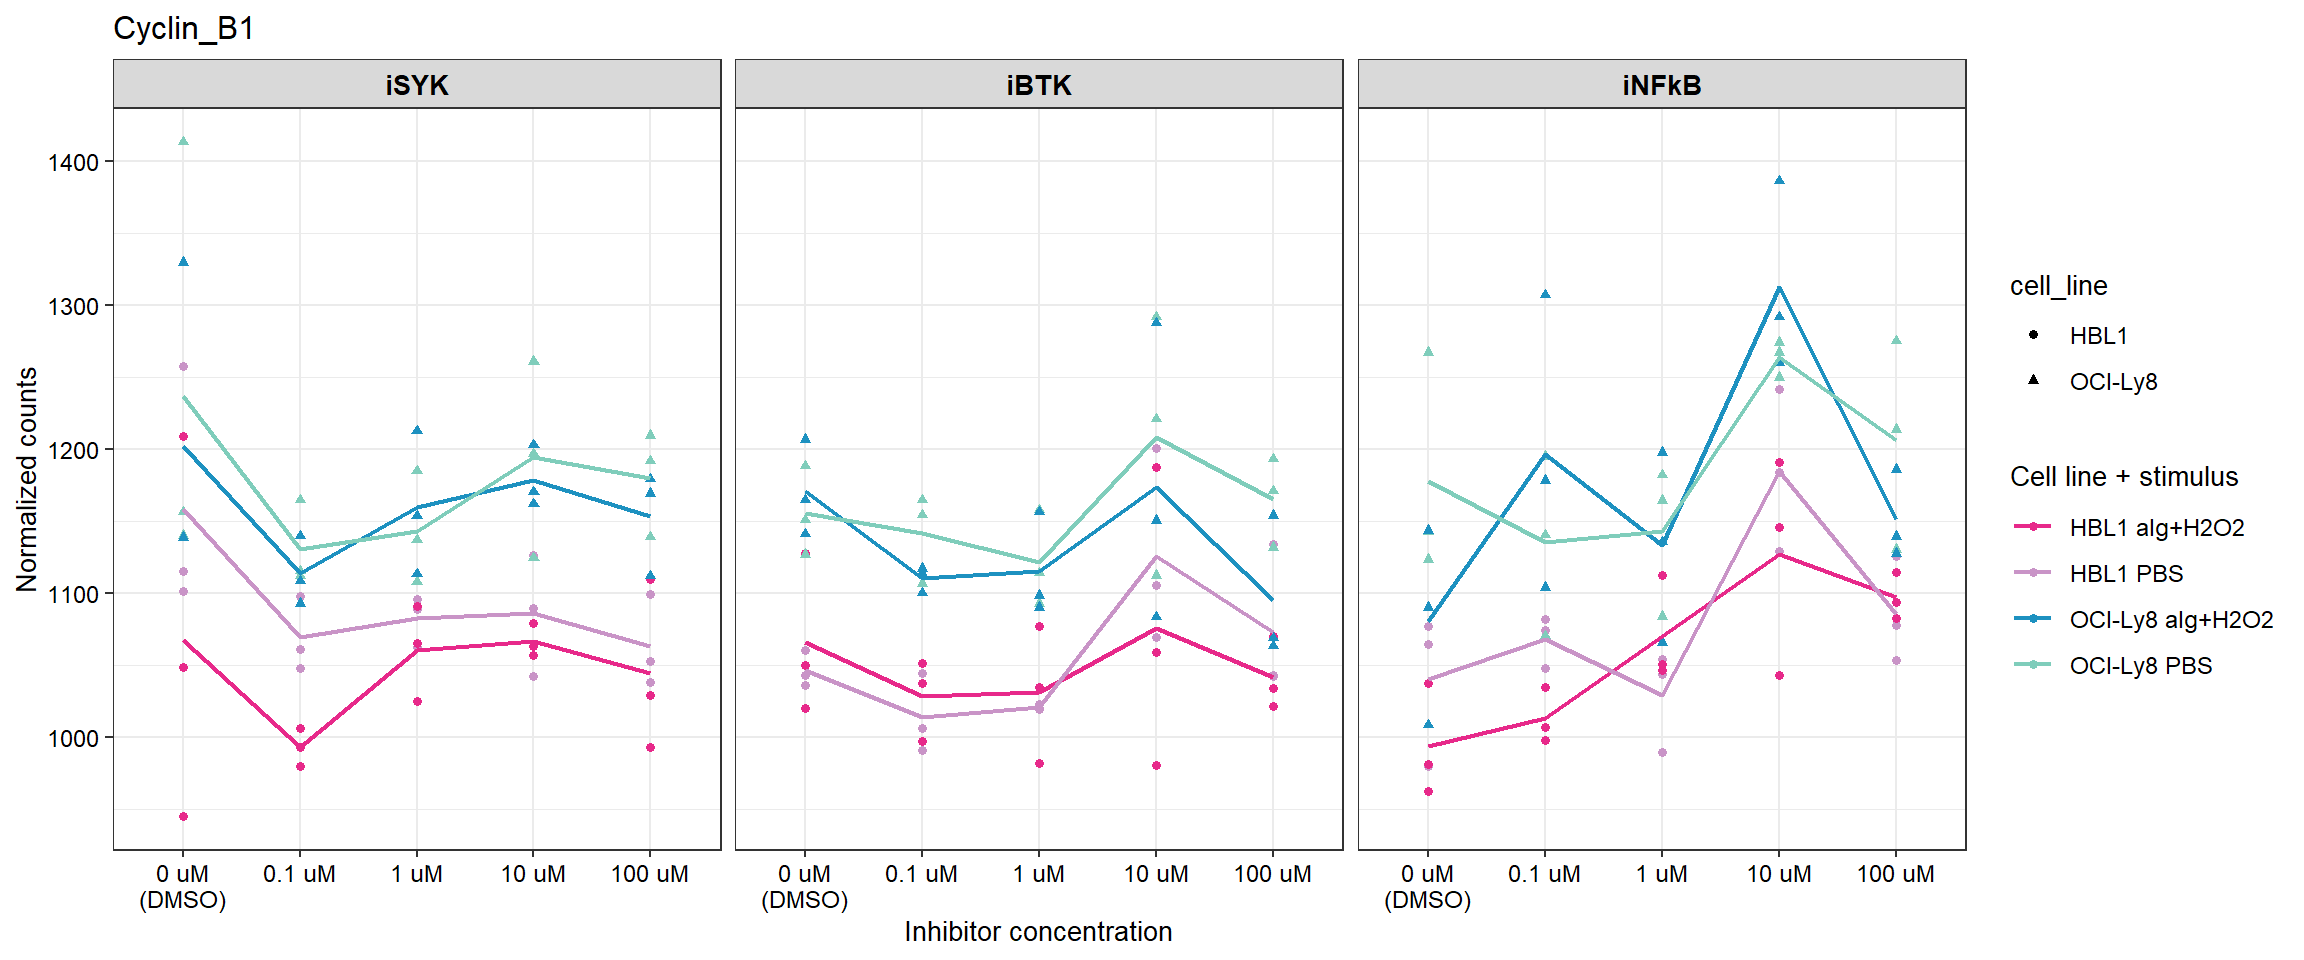 Cyclin_B1
iSYK
iBTK
iNFkB
Normalized counts
1400
1300
1200
1100
1000
0 uM
(DMSO)
0.1 uM
1 uM
10 uM
100 uM
0 uM
(DMSO)
0.1 uM
1 uM
10 uM
100 uM
0 uM
(DMSO)
0.1 uM
1 uM
10 uM
100 uM
Inhibitor concentration
cell_line
HBL1
OCI-Ly8
Cell line + stimulus
HBL1 aIg+H2O2
HBL1 PBS
OCI-Ly8 aIg+H2O2
OCI-Ly8 PBS